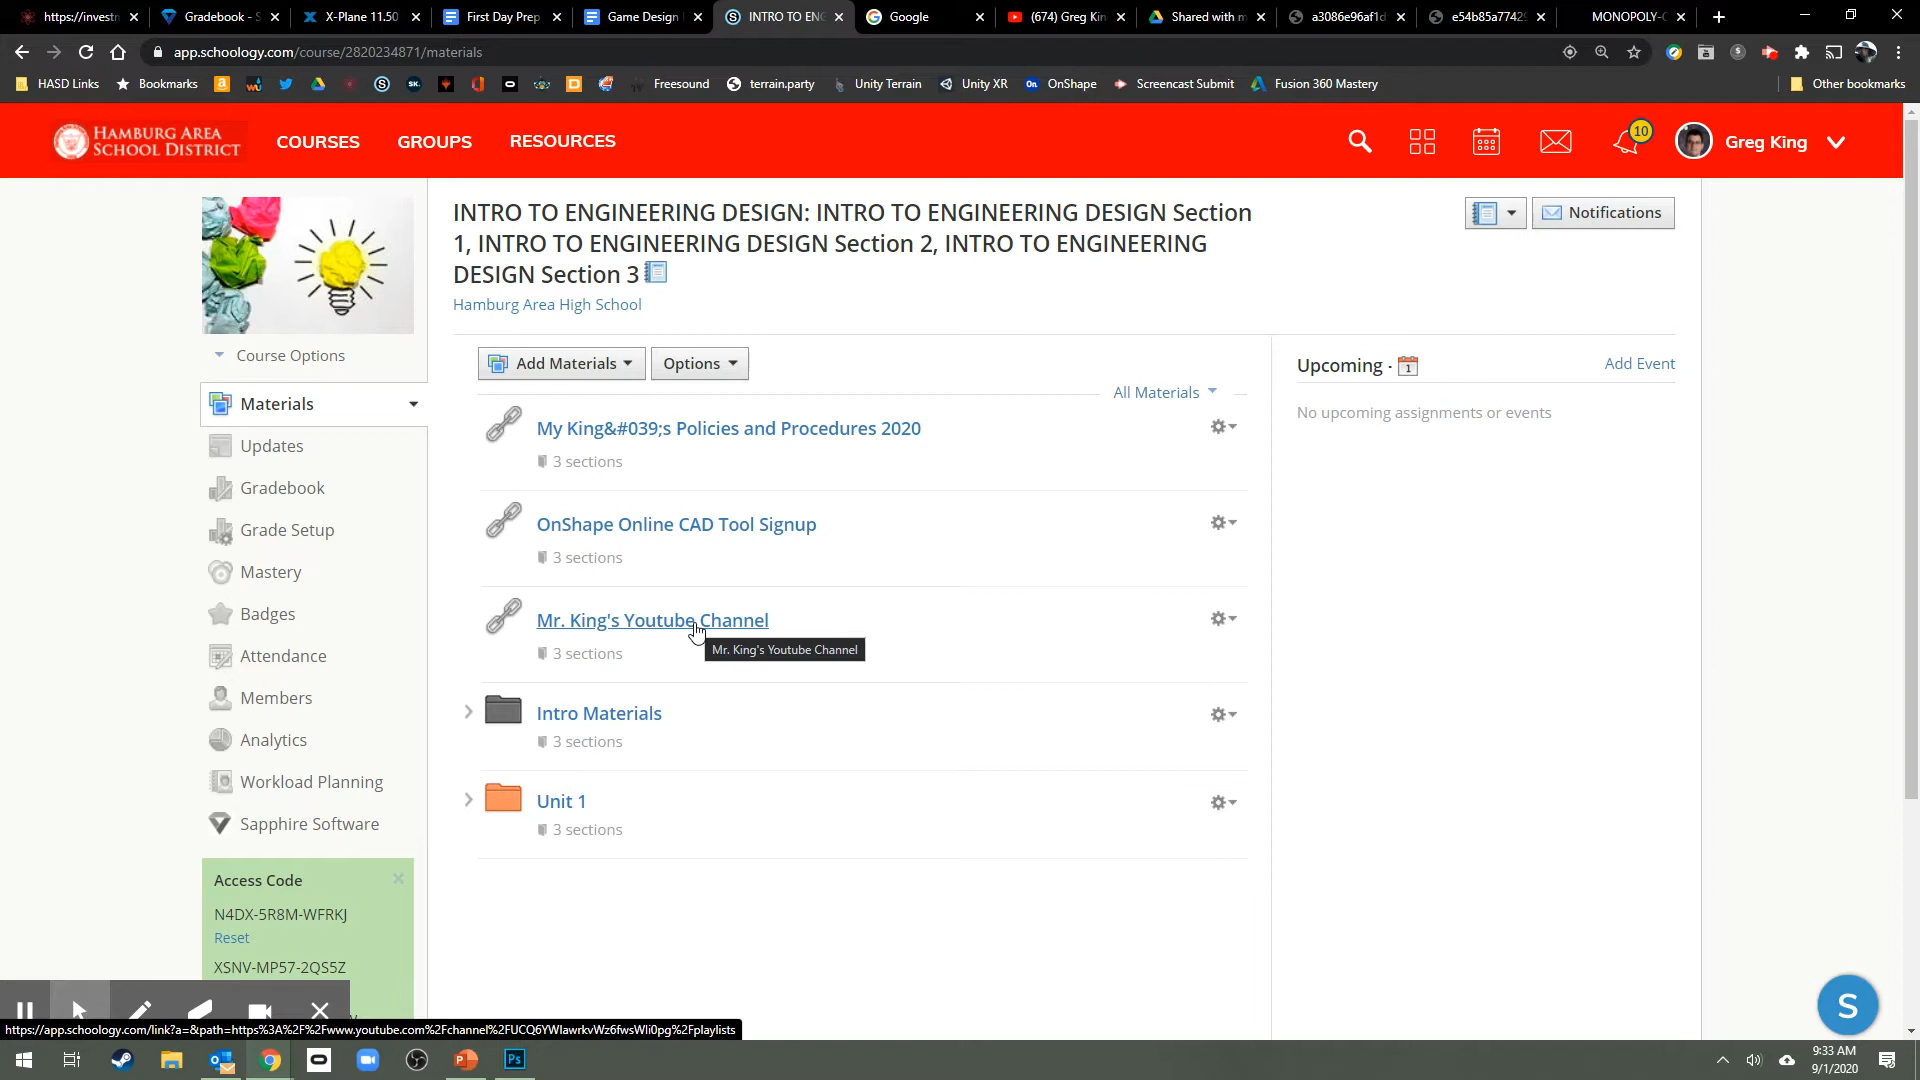 https://investm
Gradebook - S
X-Plane 11.50
First Day Prep
Game Design
INTRO TO ENG
Google
(674) Greg Kin
Shared with m
a3086e96af1d
e54b85a77429
MONOPOLY-C
app.schoology.com/course/2820234871/materials
HASD Links
Bookmarks
Freesound
terrain.party
Unity Terrain
Unity XR
OnShape
Screencast Submit
Fusion 360 Mastery
Other bookmarks
HAMBURG AREA
SCHOOL DISTRICT
COURSES
GROUPS
RESOURCES
10
Greg King
INTRO TO ENGINEERING DESIGN: INTRO TO ENGINEERING DESIGN Section
1, INTRO TO ENGINEERING DESIGN Section 2, INTRO TO ENGINEERING
DESIGN Section 3
Hamburg Area High School
Notifications
Course Options
Materials
Updates
Gradebook
Grade Setup
Mastery
Badges
Attendance
Members
Analytics
Workload Planning
Sapphire Software
Access Code
N4DX-5R8M-WFRKJ
Reset
XSNV-MP57-2QS5Z
Add Materials
Options
All Materials
My King&#039;s Policies and Procedures 2020
3 sections
OnShape Online CAD Tool Signup
3 sections
Mr. King's Youtube Channel
Mr. King's Youtube Channel
3 sections
Intro Materials
3 sections
Unit 1
3 sections
Upcoming · 1
Add Event
No upcoming assignments or events
S
https://app.schoology.com/link?a=&path=https%3A%2F%2Fwww.youtube.com%2Fchannel%2FUCQ6YWIawrkvWz6fwsWli0pg%2Fplaylists
9:33 AM
9/1/2020